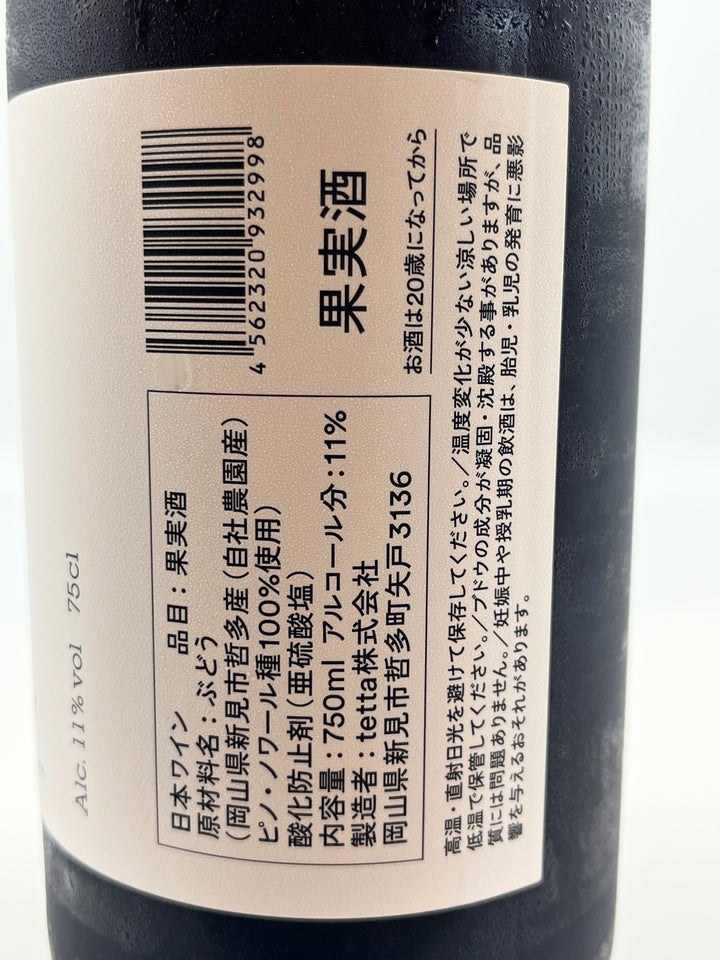 Alc. 11% vol 75cl
日本ワイン 品目：果実酒
原材料名：ぶどう
（岡山県新見市哲多産（自社農園産）
ピノ・ノワール種100%使用）
酸化防止剤（亜硫酸塩）
内容量：750ml アルコール分：11%
製造者：tetta株式会社
岡山県新見市哲多町矢戸3136
4 562320 932998
果実酒
お酒は20歳になってから
高温・直射日光を避けて保存してください。／温度変化が少ない涼しい場所で
低温で保管してください。／ブドウの成分が凝固・沈殿する事がありますが、品
質には問題ありません。／妊娠中や授乳期の飲酒は、胎児・乳児の発育に悪影
響を与えるおそれがあります。